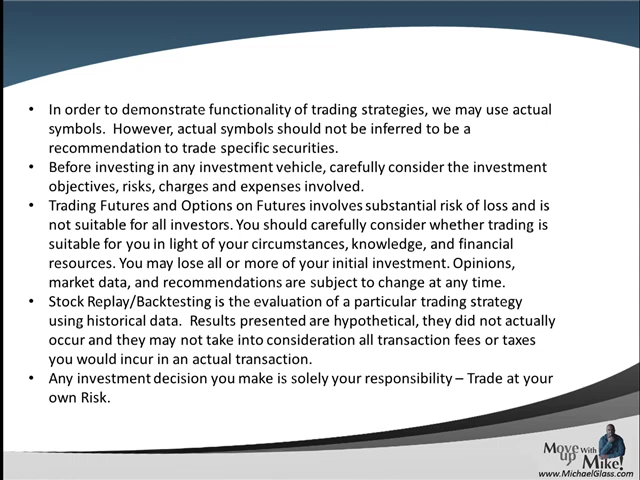 • In order to demonstrate functionality of trading strategies, we may use actual
symbols.  However, actual symbols should not be inferred to be a
recommendation to trade specific securities.
• Before investing in any investment vehicle, carefully consider the investment
objectives, risks, charges and expenses involved.
• Trading Futures and Options on Futures involves substantial risk of loss and is
not suitable for all investors. You should carefully consider whether trading is
suitable for you in light of your circumstances, knowledge, and financial
resources. You may lose all or more of your initial investment. Opinions,
market data, and recommendations are subject to change at any time.
• Stock Replay/Backtesting is the evaluation of a particular trading strategy
using historical data.  Results presented are hypothetical, they did not actually
occur and they may not take into consideration all transaction fees or taxes
you would incur in an actual transaction.
• Any investment decision you make is solely your responsibility – Trade at your
own Risk.
Move With
up Mike!
www.MichaelGlass.com